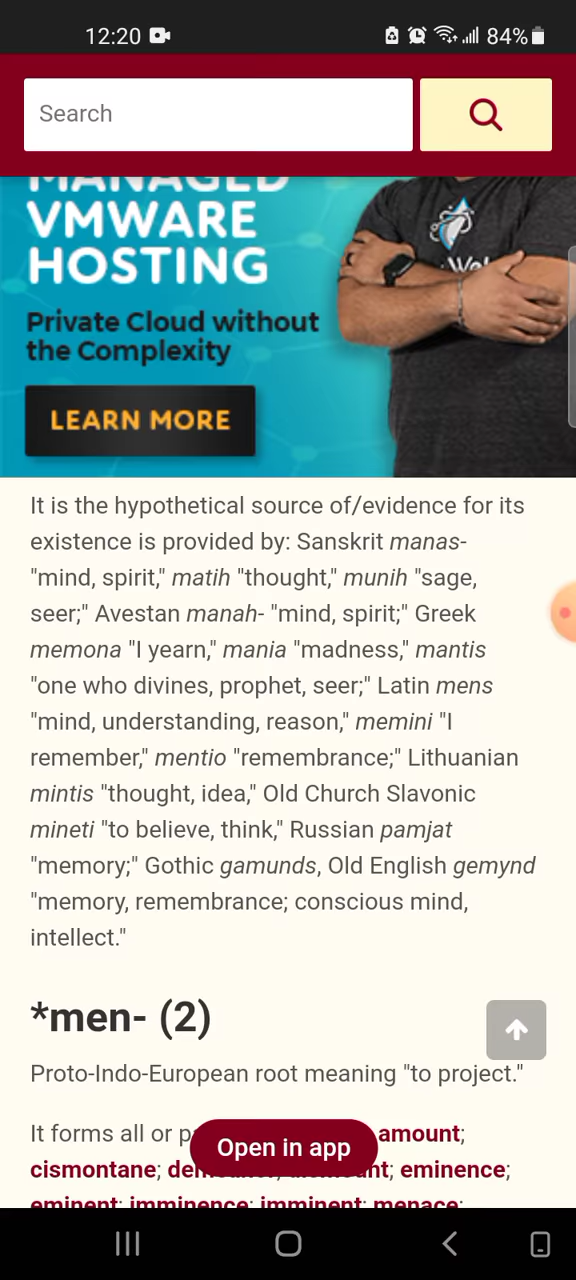 12:20
84%
Search
MANAGED
VMWARE
HOSTING
Private Cloud without
the Complexity
LEARN MORE
It is the hypothetical source of/evidence for its
existence is provided by: Sanskrit manas-
"mind, spirit," matih "thought," munih "sage,
seer;" Avestan manah- "mind, spirit;" Greek
memona "I yearn," mania "madness," mantis
"one who divines, prophet, seer;" Latin mens
"mind, understanding, reason," memini "I
remember," mentio "remembrance;" Lithuanian
mintis "thought, idea," Old Church Slavonic
mineti "to believe, think," Russian pamjat
"memory;" Gothic gamunds, Old English gemynd
"memory, remembrance; conscious mind,
intellect."
*men- (2)
Proto-Indo-European root meaning "to project."
It forms all or amount;
Open in app
cismontane; eminence;
eminent; imminence; imminent; menace;